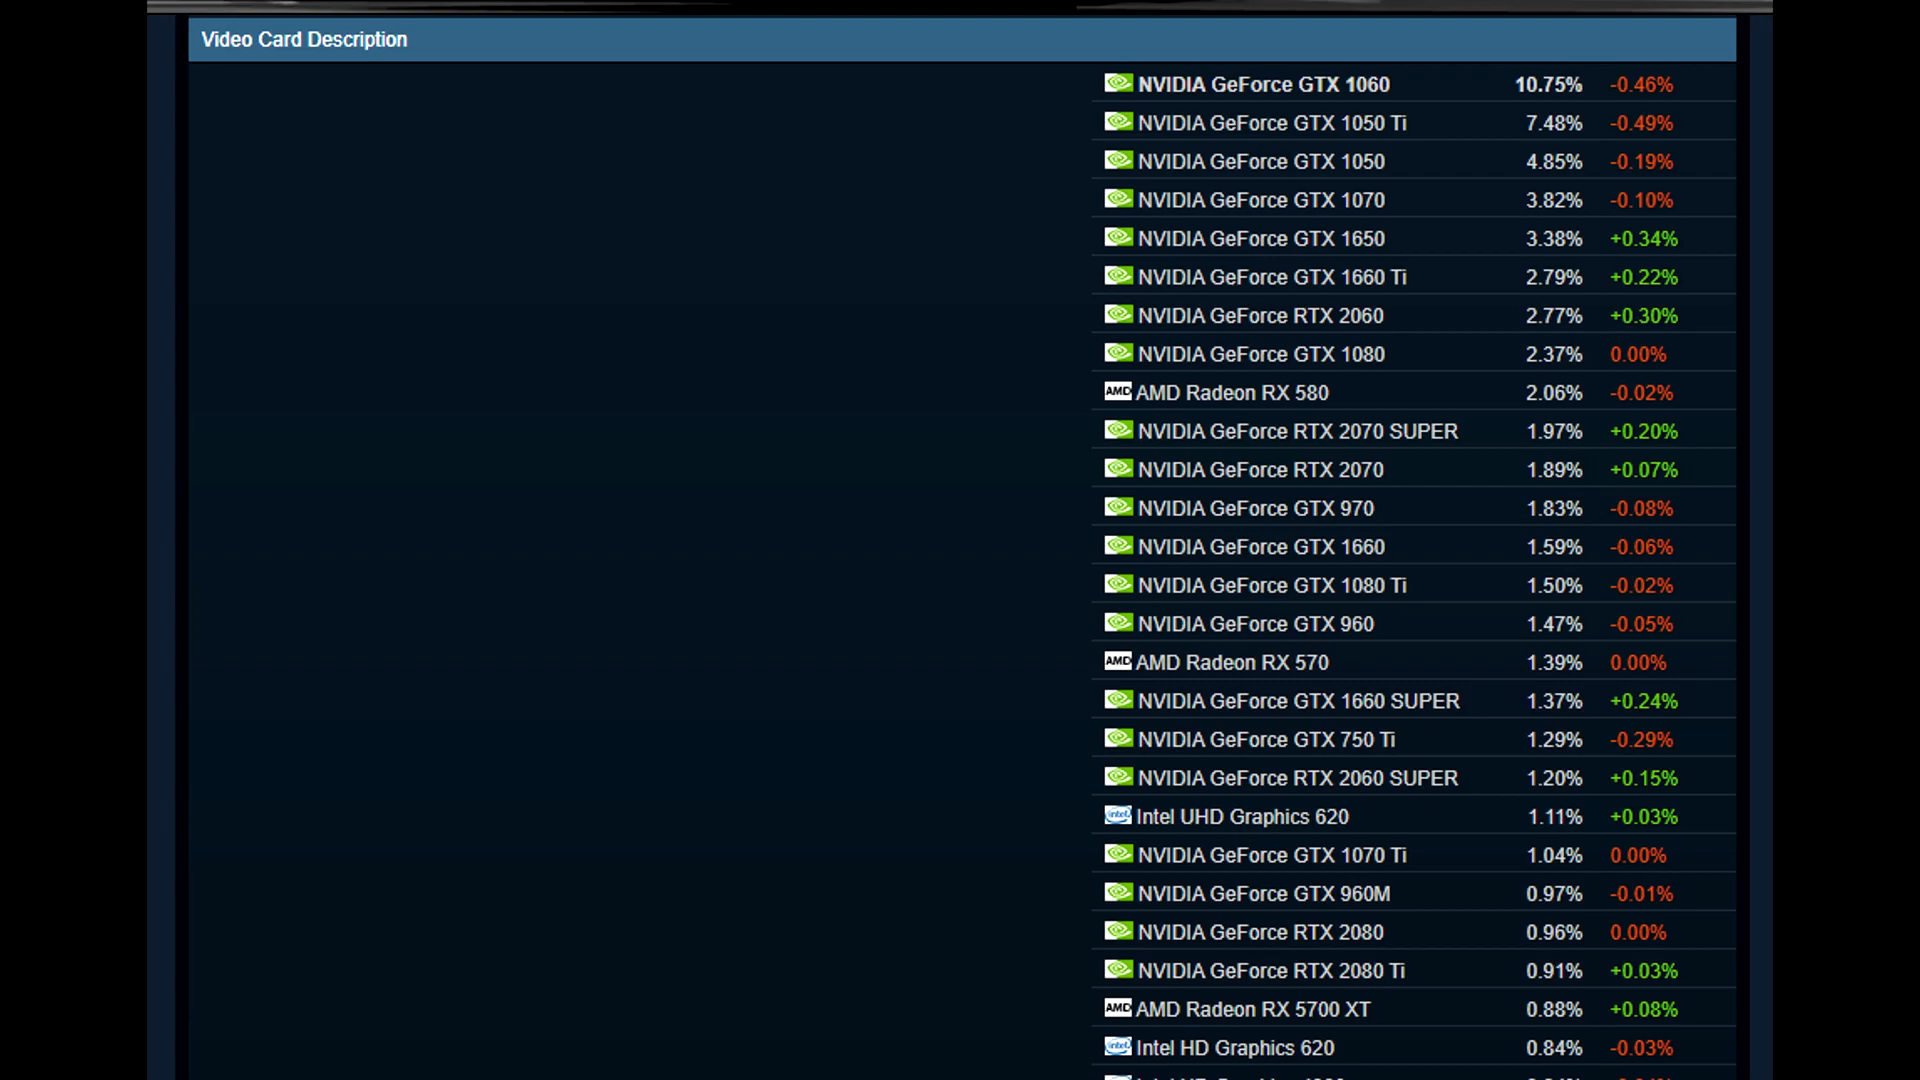 Video Card Description
NVIDIA GeForce GTX 1060 10.75% -0.46%
NVIDIA GeForce GTX 1050 Ti 7.48% -0.49%
NVIDIA GeForce GTX 1050 4.85% -0.19%
NVIDIA GeForce GTX 1070 3.82% -0.10%
NVIDIA GeForce GTX 1650 3.38% +0.34%
NVIDIA GeForce GTX 1660 Ti 2.79% +0.22%
NVIDIA GeForce RTX 2060 2.77% +0.30%
NVIDIA GeForce GTX 1080 2.37% 0.00%
AMD AMD Radeon RX 580 2.06% -0.02%
NVIDIA GeForce RTX 2070 SUPER 1.97% +0.20%
NVIDIA GeForce RTX 2070 1.89% +0.07%
NVIDIA GeForce GTX 970 1.83% -0.08%
NVIDIA GeForce GTX 1660 1.59% -0.06%
NVIDIA GeForce GTX 1080 Ti 1.50% -0.02%
NVIDIA GeForce GTX 960 1.47% -0.05%
AMD AMD Radeon RX 570 1.39% 0.00%
NVIDIA GeForce GTX 1660 SUPER 1.37% +0.24%
NVIDIA GeForce GTX 750 Ti 1.29% -0.29%
NVIDIA GeForce RTX 2060 SUPER 1.20% +0.15%
intel Intel UHD Graphics 620 1.11% +0.03%
NVIDIA GeForce GTX 1070 Ti 1.04% 0.00%
NVIDIA GeForce GTX 960M 0.97% -0.01%
NVIDIA GeForce RTX 2080 0.96% 0.00%
NVIDIA GeForce RTX 2080 Ti 0.91% +0.03%
AMD AMD Radeon RX 5700 XT 0.88% +0.08%
intel Intel HD Graphics 620 0.84% -0.03%